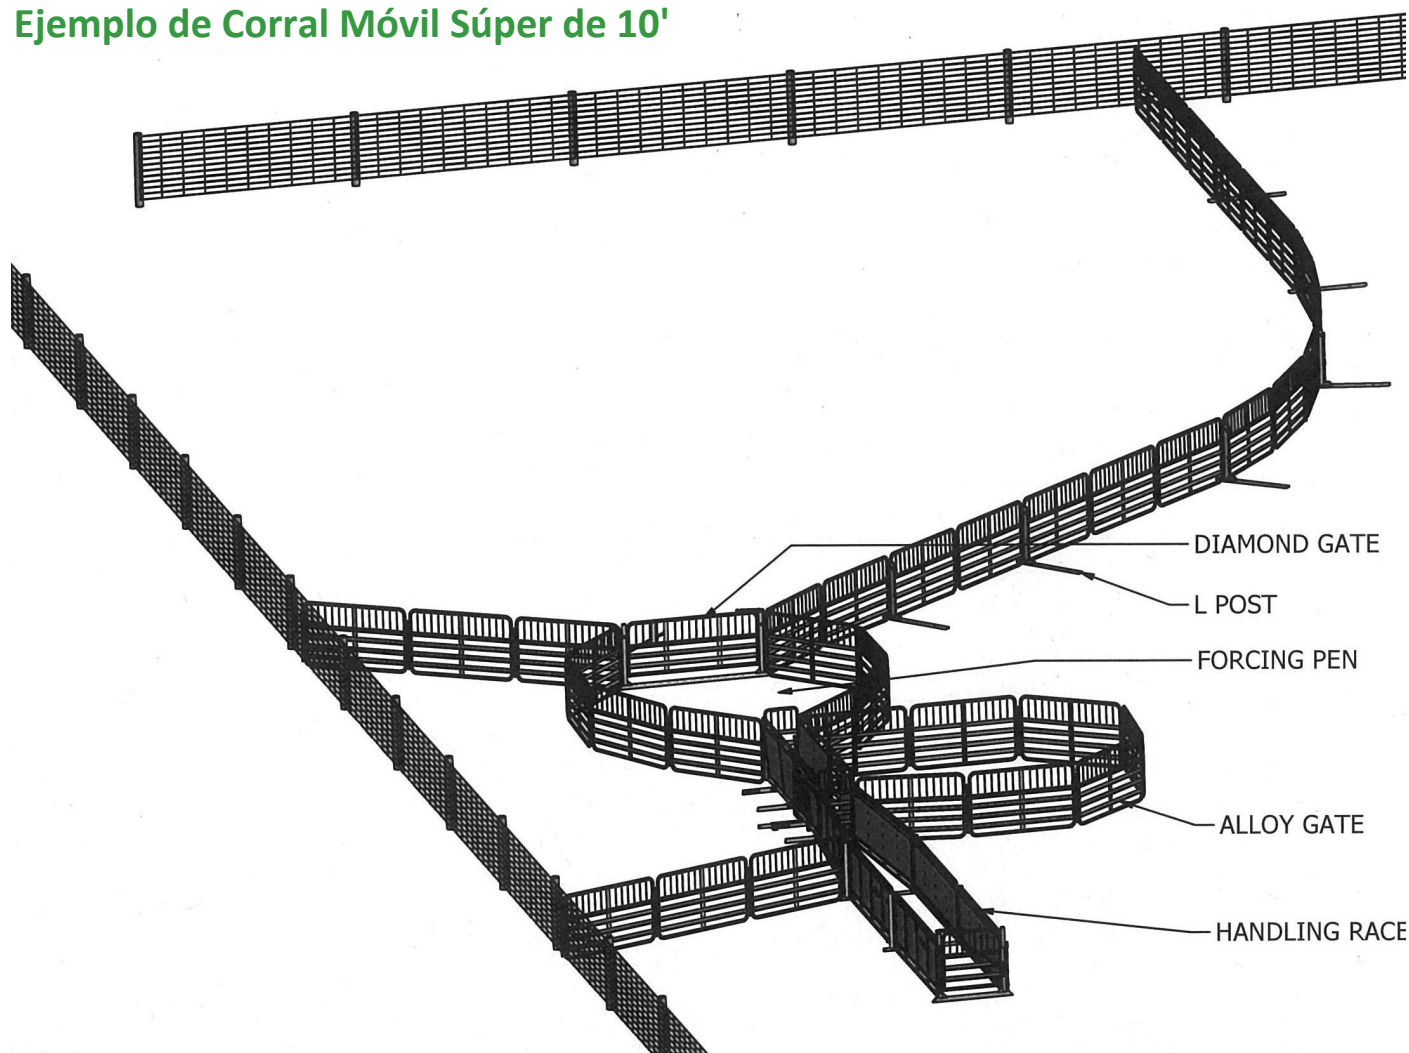 Ejemplo de Corral Móvil Súper de 10'
DIAMOND GATE
L POST
FORCING PEN
ALLOY GATE
HANDLING RACE